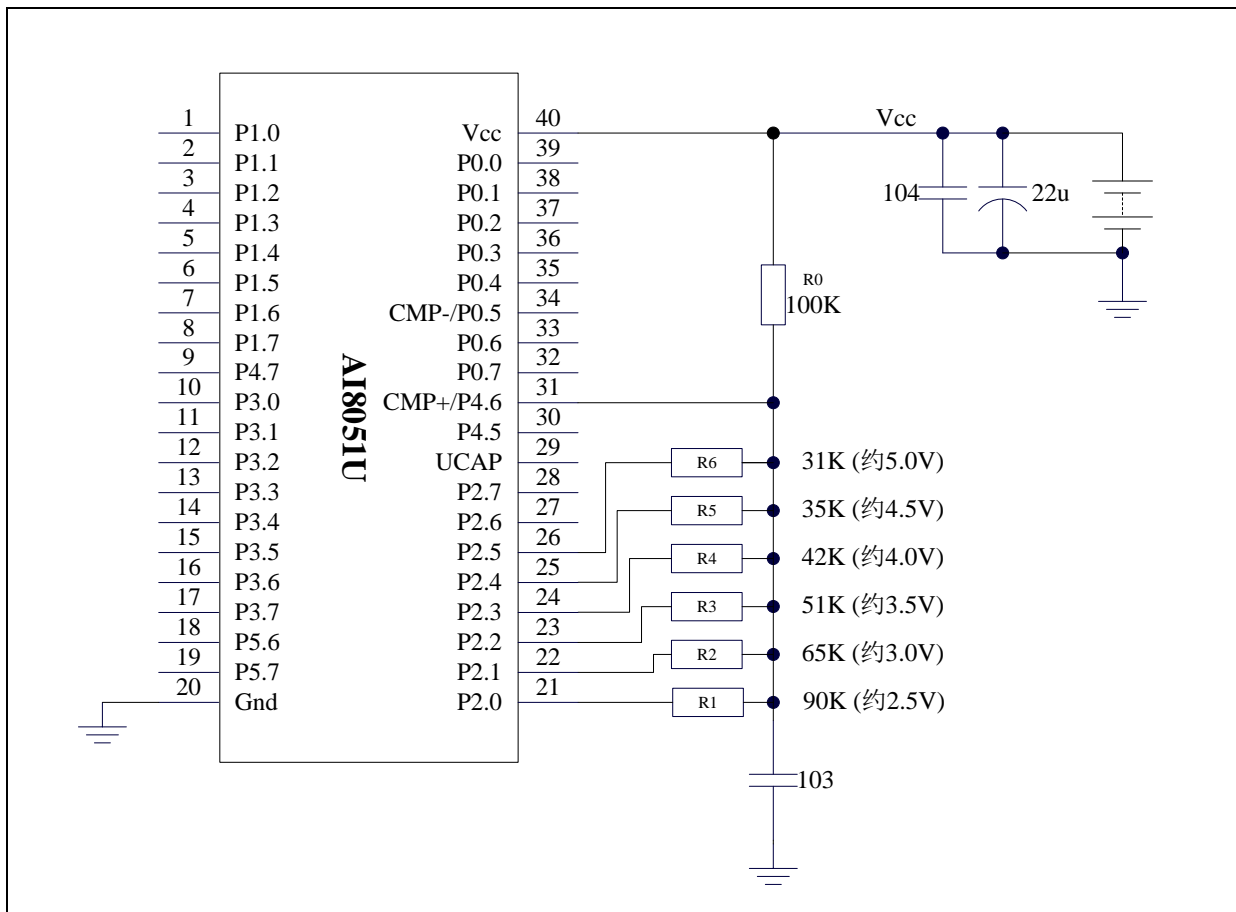 1 P1.0 Vcc 40 Vcc
2 P1.1 P0.0 39
3 P1.2 P0.1 38
104 22u
4 P1.3 P0.2 37
5 P1.4 P0.3 36
6 P1.5 P0.4 35
R0
100K
7 P1.6 CMP-/P0.5 34
8 P1.7 P0.6 33
9 P4.7 P0.7 32
10 P3.0 CMP+/P4.6 31
11 P3.1 P4.5 30
AI8051U
12 P3.2 UCAP 29
R6 31K (约5.0V)
13 P3.3 P2.7 28
14 P3.4 P2.6 27
R5 35K (约4.5V)
15 P3.5 P2.5 26
R4 42K (约4.0V)
16 P3.6 P2.4 25
17 P3.7 P2.3 24
R3 51K (约3.5V)
18 P5.6 P2.2 23
R2 65K (约3.0V)
19 P5.7 P2.1 22
20 Gnd P2.0 21
R1 90K (约2.5V)
103